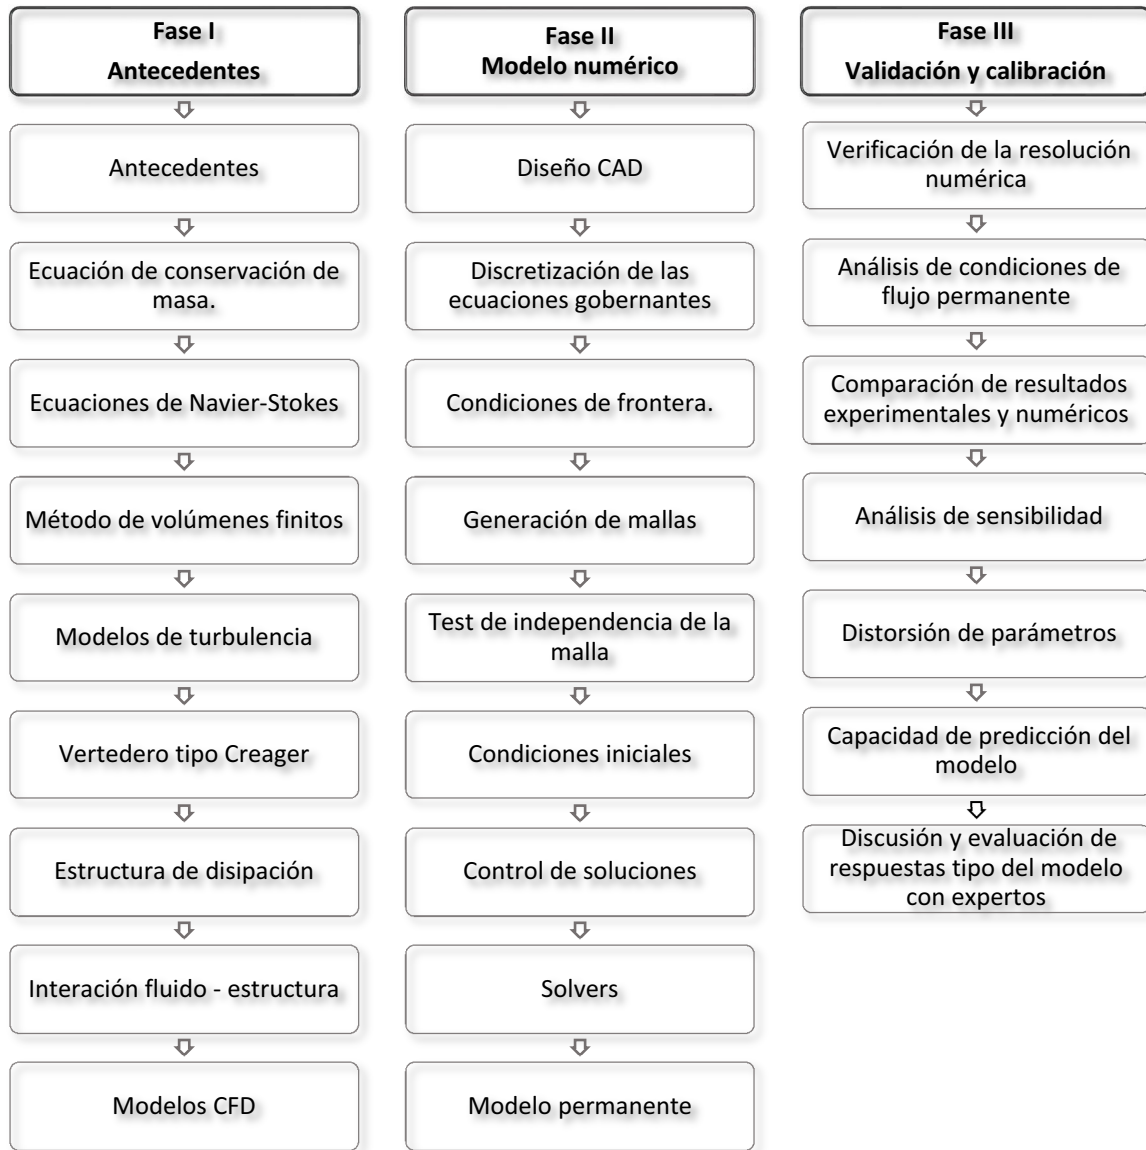 Fase I
Antecedentes
Antecedentes
Ecuación de conservación de
masa.
Ecuaciones de Navier-Stokes
Método de volúmenes finitos
Modelos de turbulencia
Vertedero tipo Creager
Estructura de disipación
Interación fluido - estructura
Modelos CFD
Fase II
Modelo numérico
Diseño CAD
Discretización de las
ecuaciones gobernantes
Condiciones de frontera.
Generación de mallas
Test de independencia de la
malla
Condiciones iniciales
Control de soluciones
Solvers
Modelo permanente
Fase III
Validación y calibración
Verificación de la resolución
numérica
Análisis de condiciones de
flujo permanente
Comparación de resultados
experimentales y numéricos
Análisis de sensibilidad
Distorsión de parámetros
Capacidad de predicción del
modelo
Discusión y evaluación de
respuestas tipo del modelo
con expertos